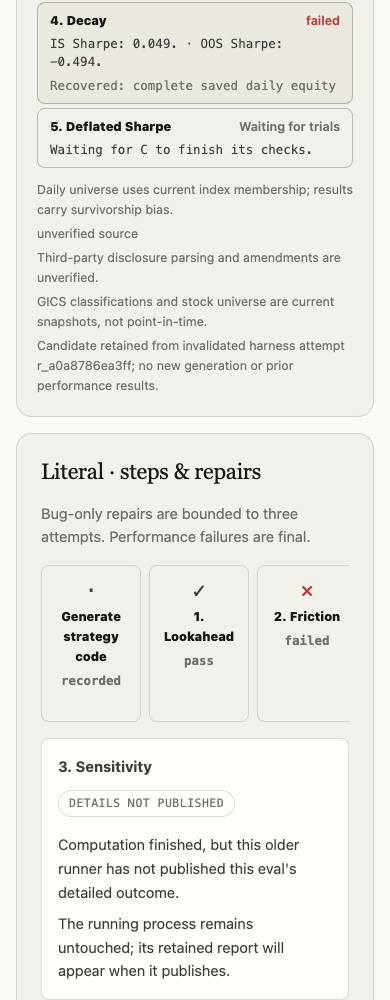 4. Decay failed
IS Sharpe: 0.049. · OOS Sharpe:
−0.494.
Recovered: complete saved daily equity
5. Deflated Sharpe Waiting for trials
Waiting for C to finish its checks.
Daily universe uses current index membership; results
carry survivorship bias.
unverified source
Third-party disclosure parsing and amendments are
unverified.
GICS classifications and stock universe are current
snapshots, not point-in-time.
Candidate retained from invalidated harness attempt
r_a0a8786ea3ff; no new generation or prior
performance results.
Literal · steps & repairs
Bug-only repairs are bounded to three
attempts. Performance failures are final.
·
Generate
strategy
code
recorded
✓
1.
Lookahead
pass
✕
2. Friction
failed
3. Sensitivity
DETAILS NOT PUBLISHED
Computation finished, but this older
runner has not published this eval's
detailed outcome.
The running process remains
untouched; its retained report will
appear when it publishes.